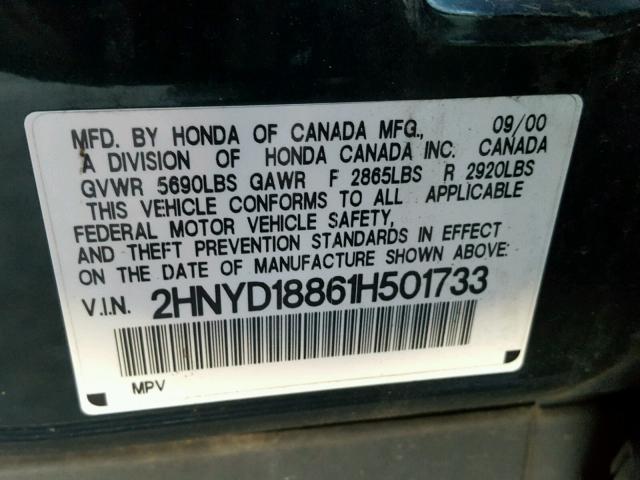 MFD. BY HONDA OF CANADA MFG., 09/00
A DIVISION OF HONDA CANADA INC. CANADA
GVWR 5690LBS GAWR F 2865LBS R 2920LBS
THIS VEHICLE CONFORMS TO ALL APPLICABLE
FEDERAL MOTOR VEHICLE SAFETY,
AND THEFT PREVENTION STANDARDS IN EFFECT
ON THE DATE OF MANUFACTURE SHOWN ABOVE:
V.I.N. 2HNYD18861H501733
MPV